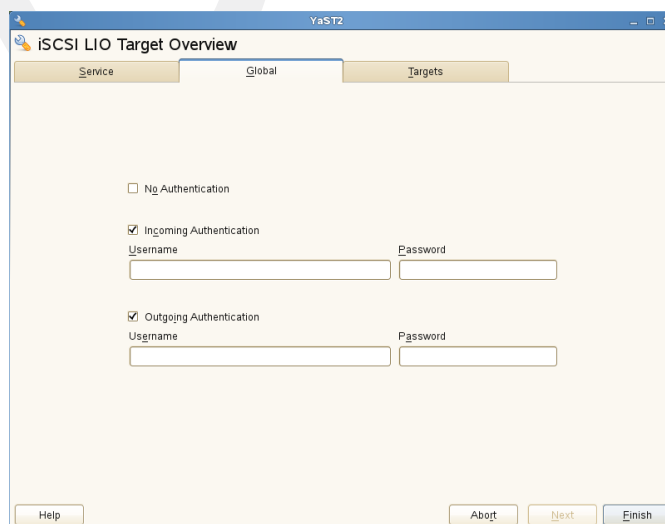 YaST2
iSCSI LIO Target Overview
Service Global Targets
No Authentication
Incoming Authentication
Username Password
Outgoing Authentication
Username Password
Help Abort Next Finish